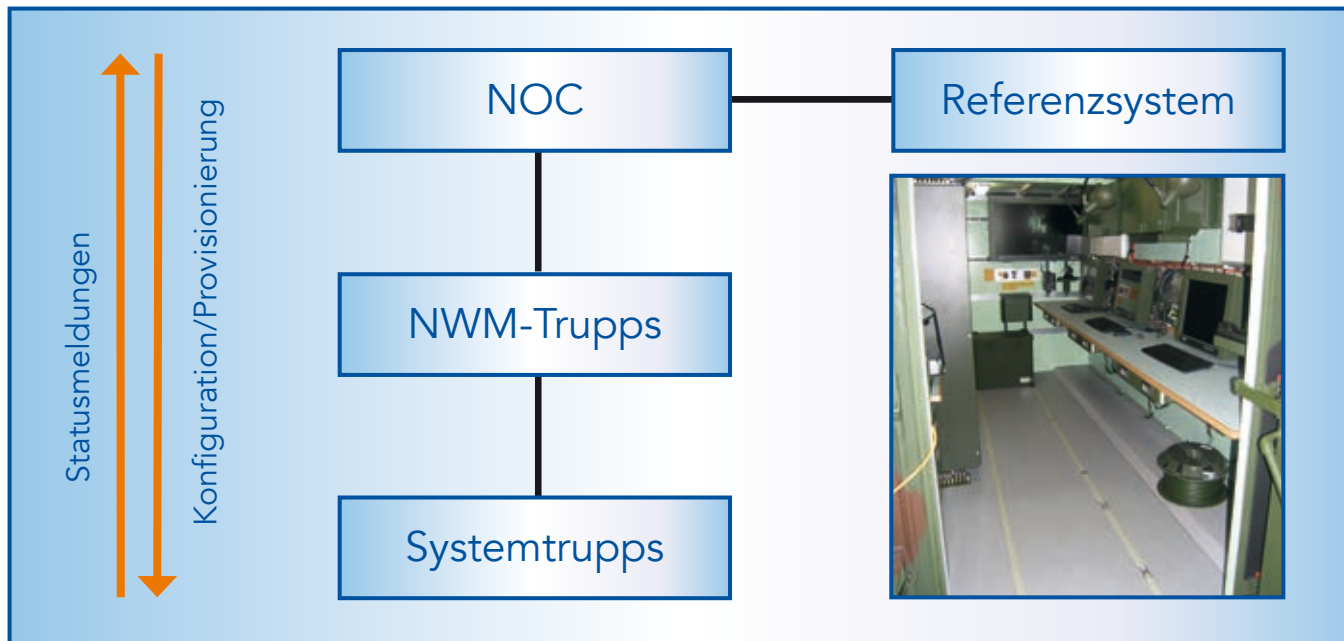 Statusmeldungen
Konfiguration/Provisionierung
NOC
Referenzsystem
NWM-Trupps
Systemtrupps